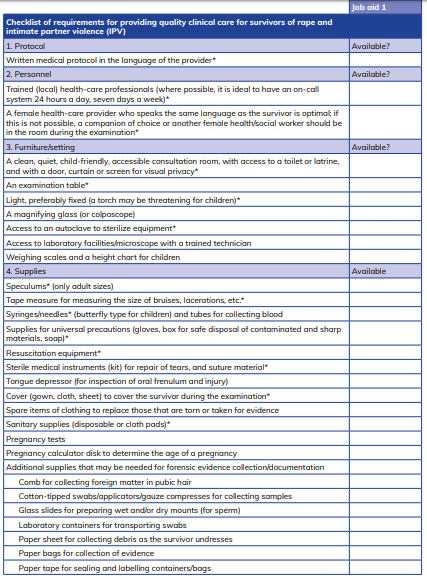 Job aid 1
Checklist of requirements for providing quality clinical care for survivors of rape and
intimate partner violence (IPV)
1. Protocol Available?
Written medical protocol in the language of the provider*
2. Personnel Available?
Trained (local) health-care professionals (where possible, it is ideal to have an on-call
system 24 hours a day, seven days a week)*
A female health-care provider who speaks the same language as the survivor is optimal; if
this is not possible, a companion of choice or another female health/social worker should be
in the room during the examination*
3. Furniture/setting Available?
A clean, quiet, child-friendly, accessible consultation room, with access to a toilet or latrine,
and with a door, curtain or screen for visual privacy*
An examination table*
Light, preferably fixed (a torch may be threatening for children)*
A magnifying glass (or colposcope)
Access to an autoclave to sterilize equipment*
Access to laboratory facilities/microscope with a trained technician
Weighing scales and a height chart for children
4. Supplies Available
Speculums* (only adult sizes)
Tape measure for measuring the size of bruises, lacerations, etc.*
Syringes/needles* (butterfly type for children) and tubes for collecting blood
Supplies for universal precautions (gloves, box for safe disposal of contaminated and sharp
materials, soap)*
Resuscitation equipment*
Sterile medical instruments (kit) for repair of tears, and suture material*
Tongue depressor (for inspection of oral frenulum and injury)
Cover (gown, cloth, sheet) to cover the survivor during the examination*
Spare items of clothing to replace those that are torn or taken for evidence
Sanitary supplies (disposable or cloth pads)*
Pregnancy tests
Pregnancy calculator disk to determine the age of a pregnancy
Additional supplies that may be needed for forensic evidence collection/documentation
Comb for collecting foreign matter in pubic hair
Cotton-tipped swabs/applicators/gauze compresses for collecting samples
Glass slides for preparing wet and/or dry mounts (for sperm)
Laboratory containers for transporting swabs
Paper sheet for collecting debris as the survivor undresses
Paper bags for collection of evidence
Paper tape for sealing and labelling containers/bags